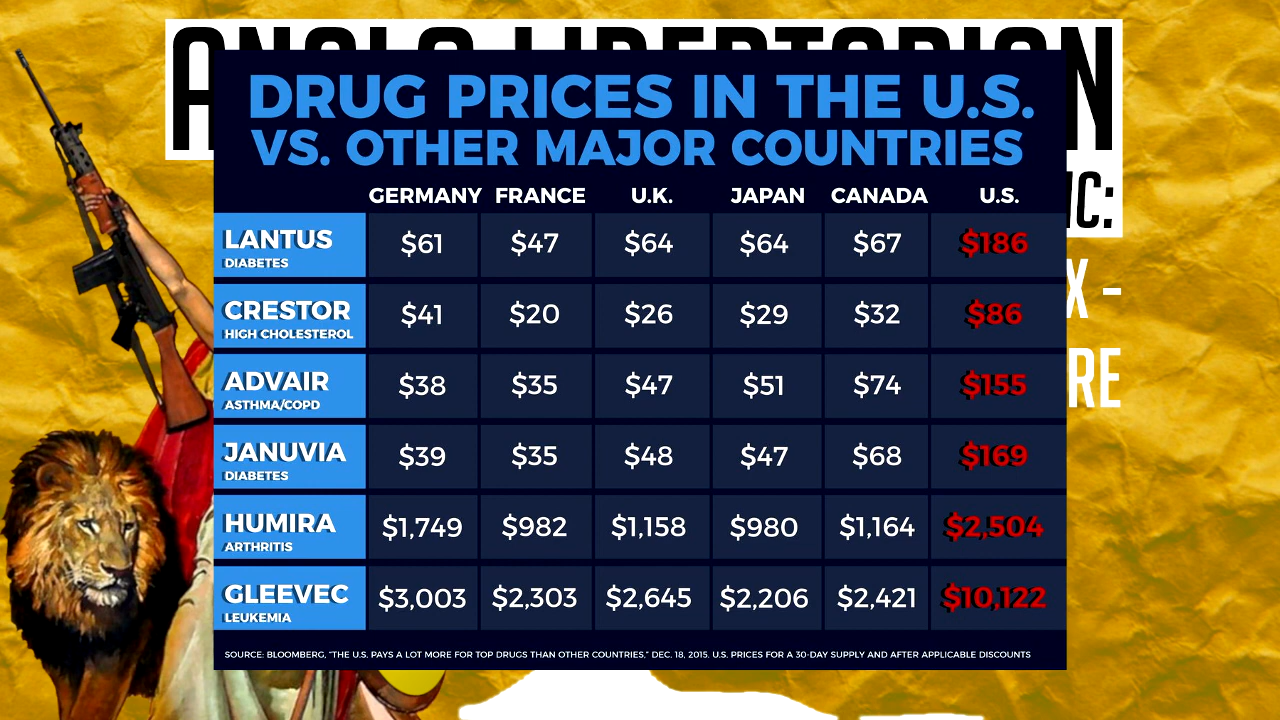 DRUG PRICES IN THE U.S.
VS. OTHER MAJOR COUNTRIES
GERMANY FRANCE U.K. JAPAN CANADA U.S.
LANTUS
DIABETES
$61 $47 $64 $64 $67 $186
CRESTOR
HIGH CHOLESTEROL
$41 $20 $26 $29 $32 $86
ADVAIR
ASTHMA/COPD
$38 $35 $47 $51 $74 $155
JANUVIA
DIABETES
$39 $35 $48 $47 $68 $169
HUMIRA
ARTHRITIS
$1,749 $982 $1,158 $980 $1,164 $2,504
GLEEVEC
LEUKEMIA
$3,003 $2,303 $2,645 $2,206 $2,421 $10,122
SOURCE: BLOOMBERG, "THE U.S. PAYS A LOT MORE FOR TOP DRUGS THAN OTHER COUNTRIES," DEC. 18, 2015. U.S. PRICES FOR A 30-DAY SUPPLY AND AFTER APPLICABLE DISCOUNTS